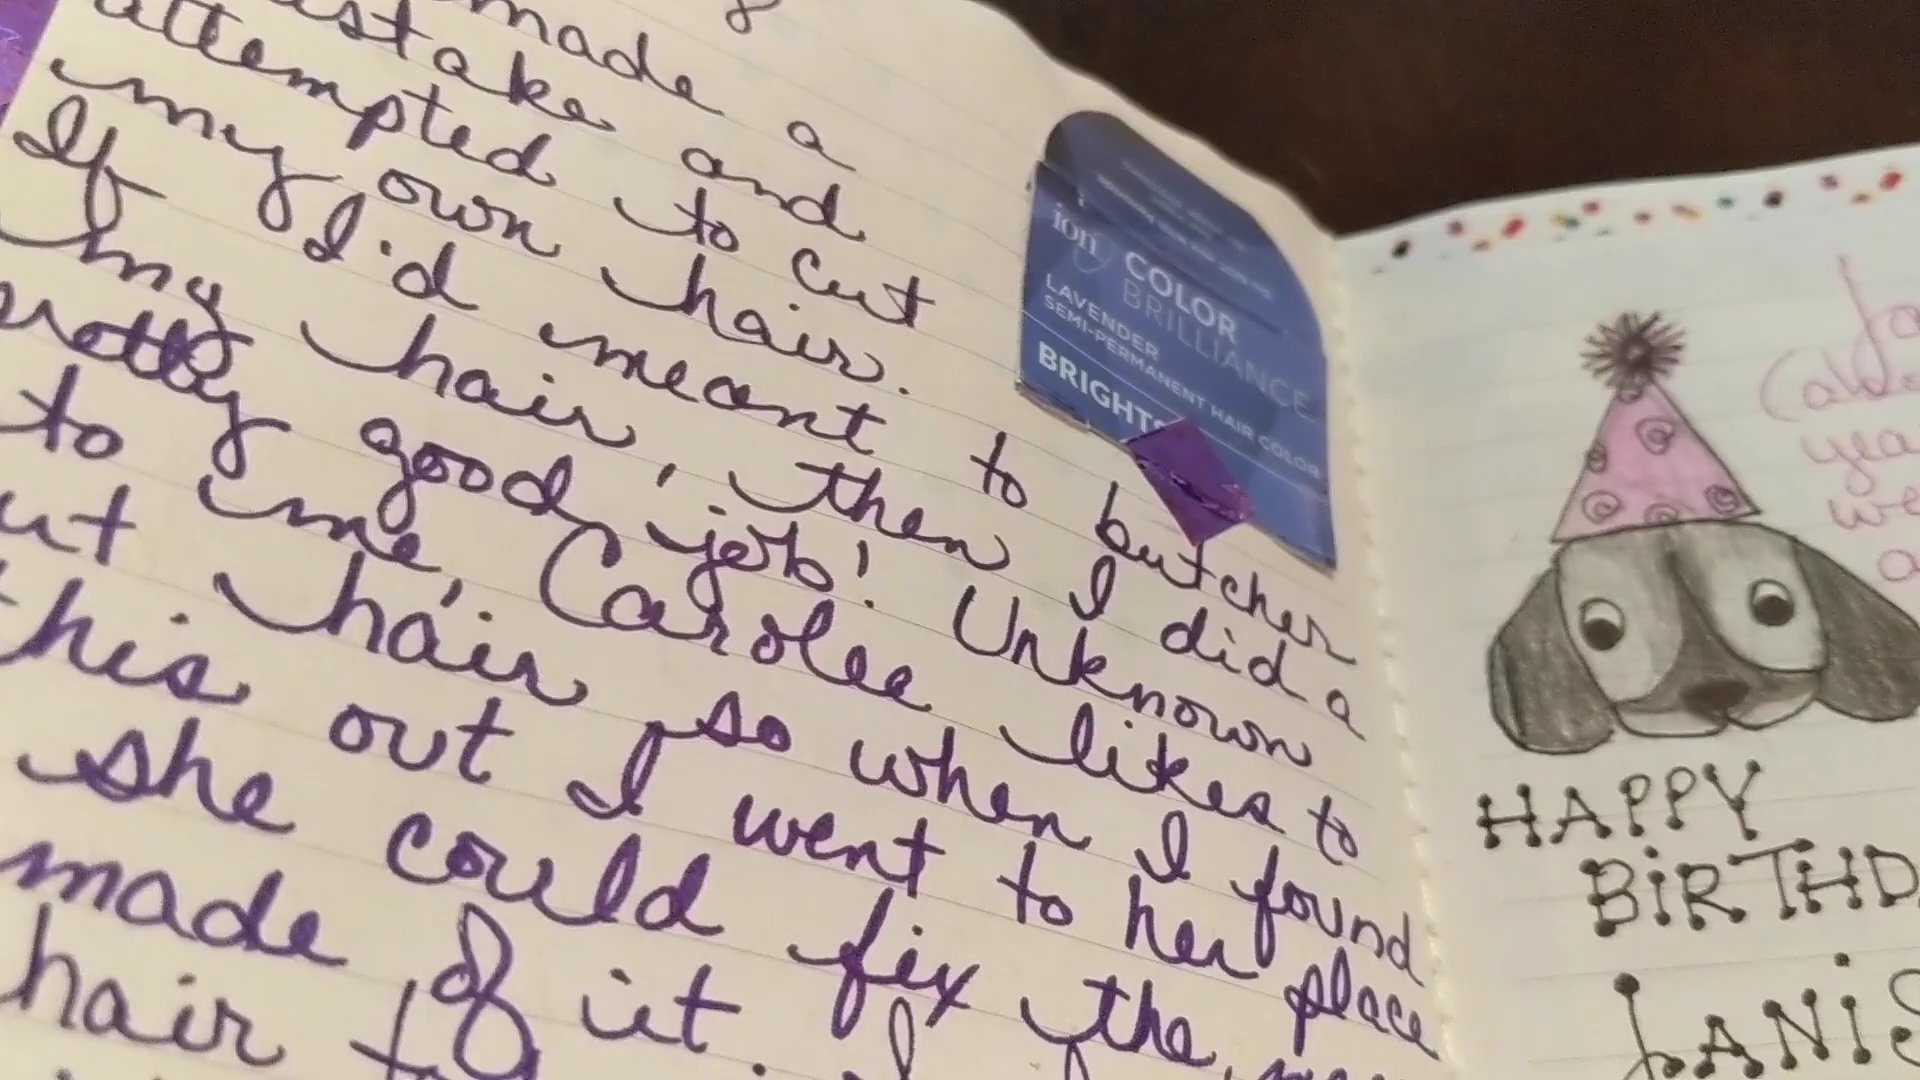 made a
mistake and
attempted to cut
my own hair.
If I'd meant to butcher
my hair, then I did a
pretty good job! Unknown
to me, Carolee likes to
cut hair so when I found
this out I went to her place
she could fix the
made of it. I
hair
ion COLOR
BRILLIANCE
LAVENDER
SEMI-PERMANENT HAIR COLOR
BRIGHTS
HAPPY
BiRTHD
JANiS